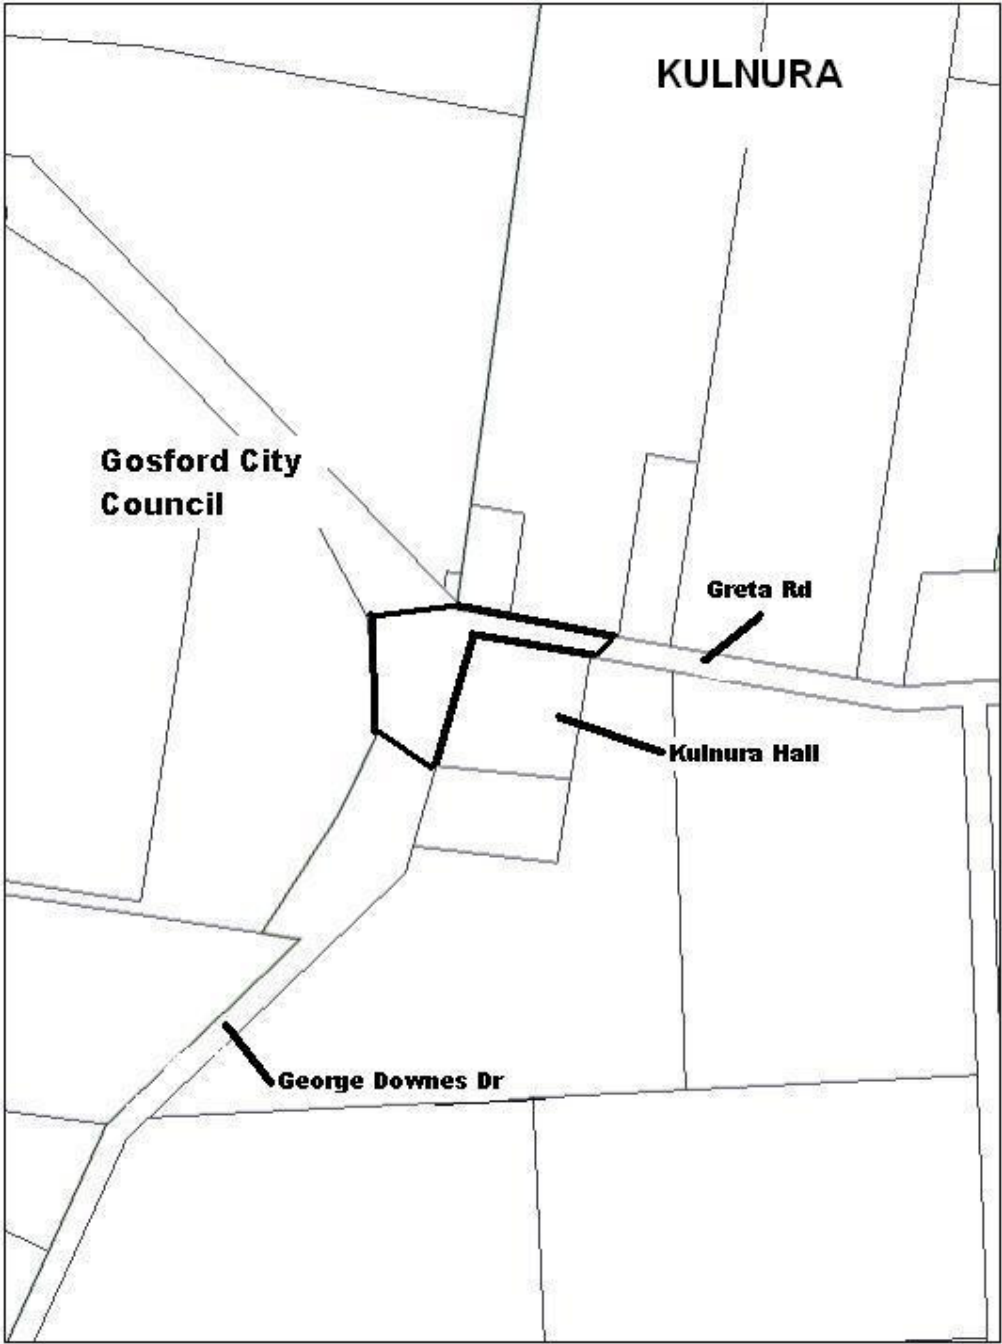 KULNURA
Gosford City
Council
Greta Rd
Kulnura Hall
George Downes Dr